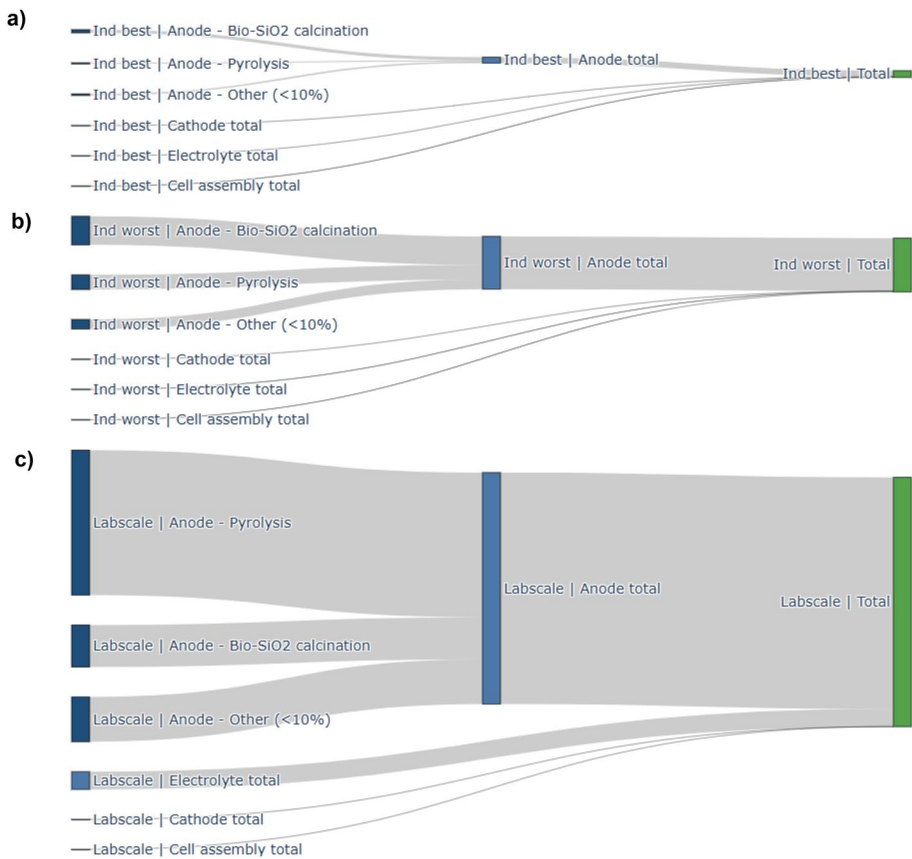 a)
Ind best | Anode - Bio-SiO2 calcination
Ind best | Anode total
Ind best | Anode - Pyrolysis
Ind best | Total
Ind best | Anode - Other (<10%)
Ind best | Cathode total
Ind best | Electrolyte total
Ind best | Cell assembly total
b)
Ind worst | Anode - Bio-SiO2 calcination
Ind worst | Anode total
Ind worst | Total
Ind worst | Anode - Pyrolysis
Ind worst | Anode - Other (<10%)
Ind worst | Cathode total
Ind worst | Electrolyte total
Ind worst | Cell assembly total
c)
Labscale | Anode - Pyrolysis
Labscale | Anode total
Labscale | Total
Labscale | Anode - Bio-SiO2 calcination
Labscale | Anode - Other (<10%)
Labscale | Electrolyte total
Labscale | Cathode total
Labscale | Cell assembly total